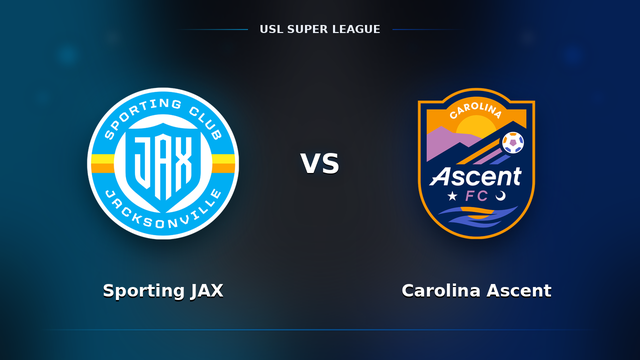 USL SUPER LEAGUE
SPORTING CLUB
JAX
JACKSONVILLE
VS
CAROLINA
Ascent
FC
Sporting JAX
Carolina Ascent